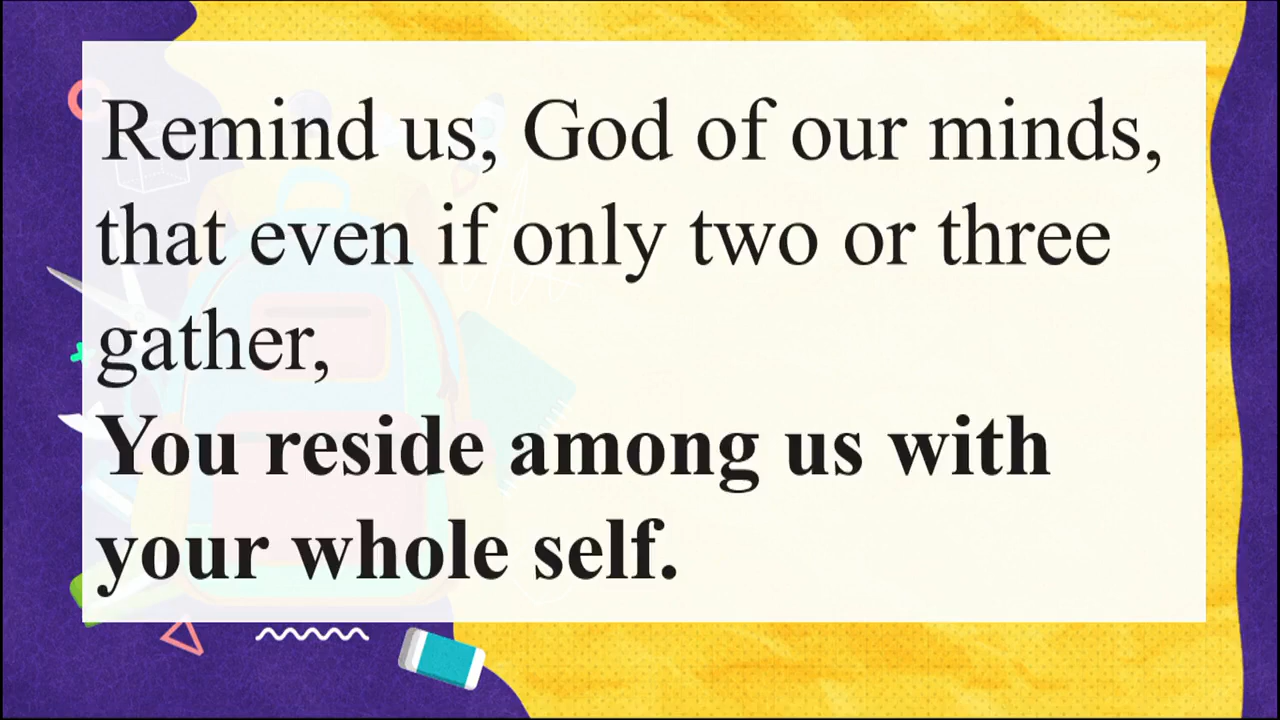 Remind us, God of our minds,
that even if only two or three
gather,
You reside among us with
your whole self.